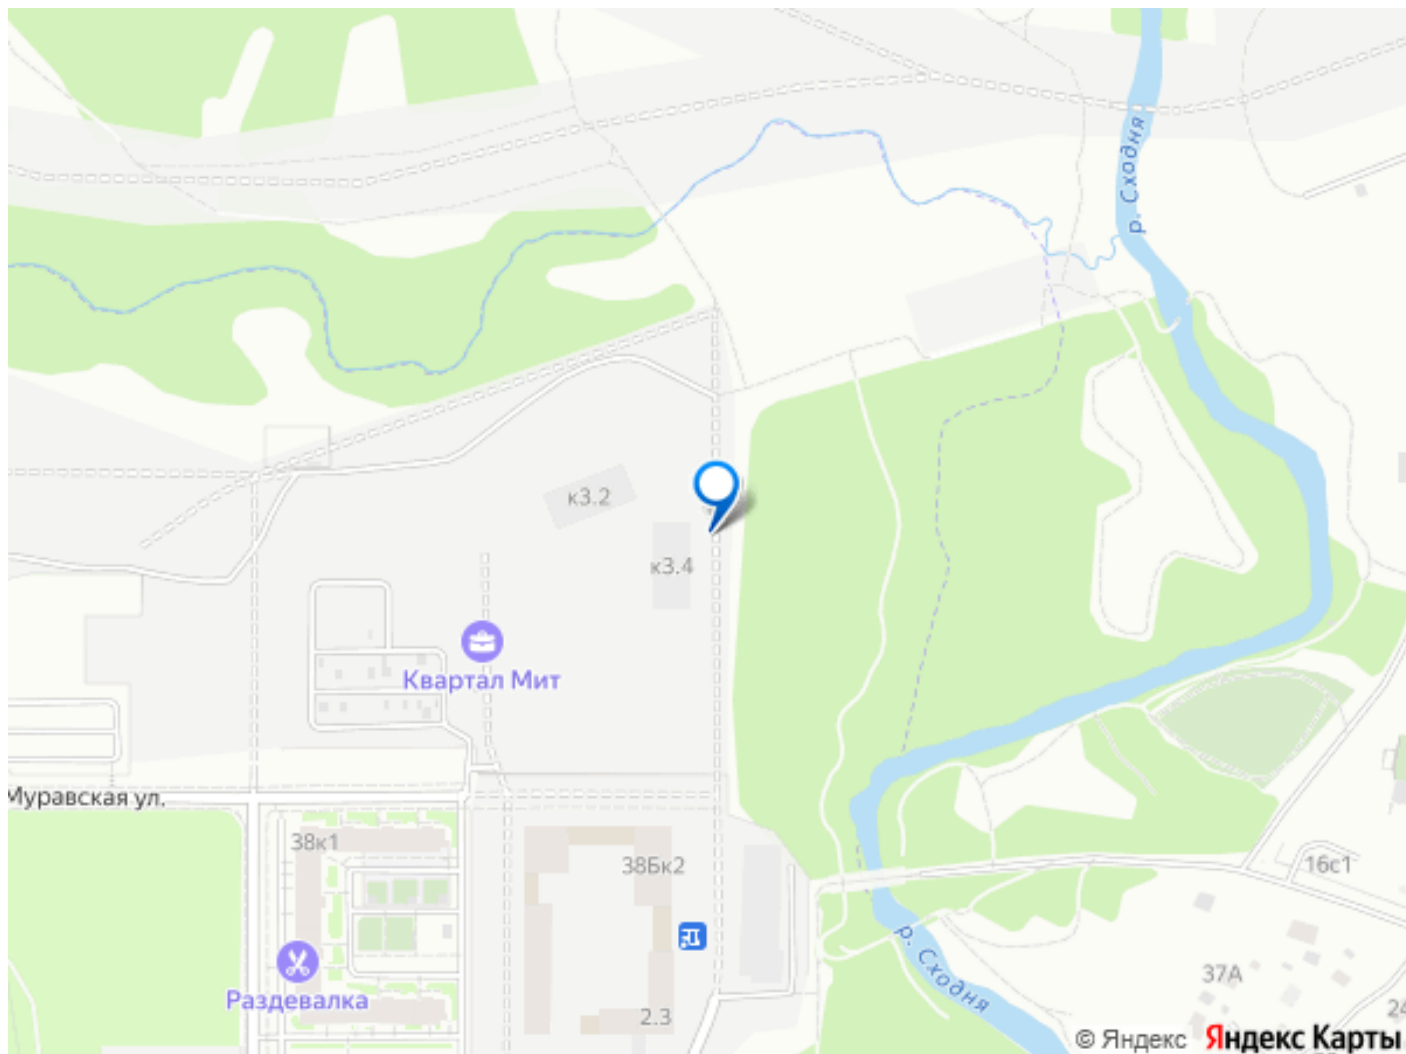 р. Сходня
к3.2
к3.4
Квартал Мит
Муравская ул.
38к1
38Бк2
16с1
р. Сходня
37А
Раздевалка
2.3
24
© Яндекс Яндекс Карты